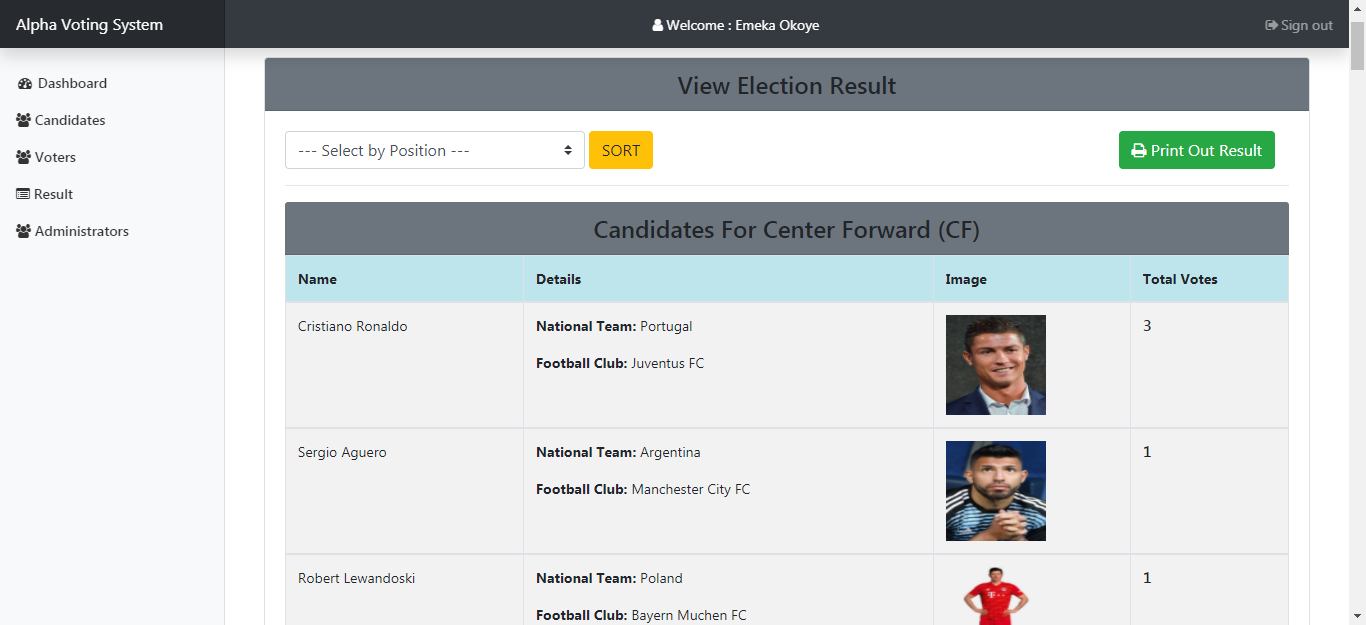 Alpha Voting System
Welcome : Emeka Okoye
Sign out
Dashboard
Candidates
Voters
Result
Administrators
View Election Result
--- Select by Position ---
SORT
Print Out Result
Candidates For Center Forward (CF)
Name Details Image Total Votes
Cristiano Ronaldo National Team: Portugal 3
Football Club: Juventus FC
Sergio Aguero National Team: Argentina 1
Football Club: Manchester City FC
Robert Lewandoski National Team: Poland 1
Football Club: Bayern Muchen FC